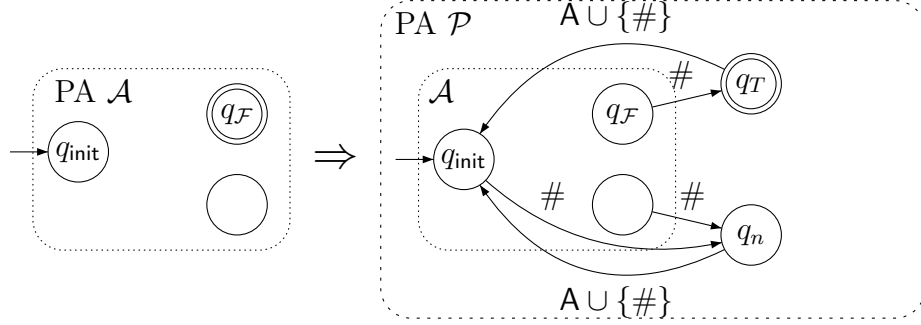 A ∪ {#}
PA 𝒫
PA 𝒜
q_ℱ
q_init
⇒
𝒜
q_ℱ
#
q_T
q_init
#
#
q_n
A ∪ {#}